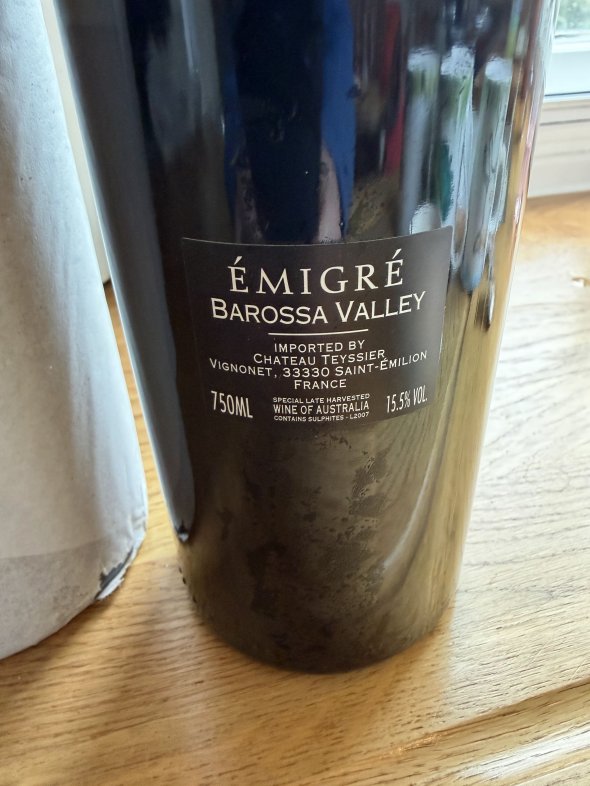 ÉMIGRÉ
BAROSSA VALLEY
IMPORTED BY
CHATEAU TEYSSIER
VIGNONET, 33330 SAINT-ÉMILION
FRANCE
750ML
SPECIAL LATE HARVESTED
WINE OF AUSTRALIA
CONTAINS SULPHITES - L2007
15.5% VOL.